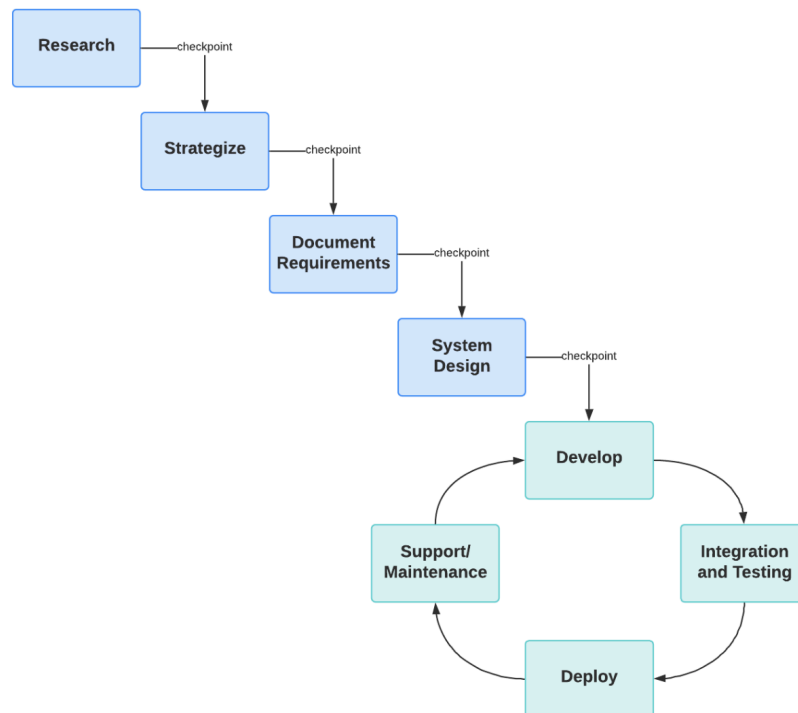 Research
checkpoint
Strategize
checkpoint
Document
Requirements
checkpoint
System
Design
checkpoint
Develop
Support/
Maintenance
Integration
and Testing
Deploy